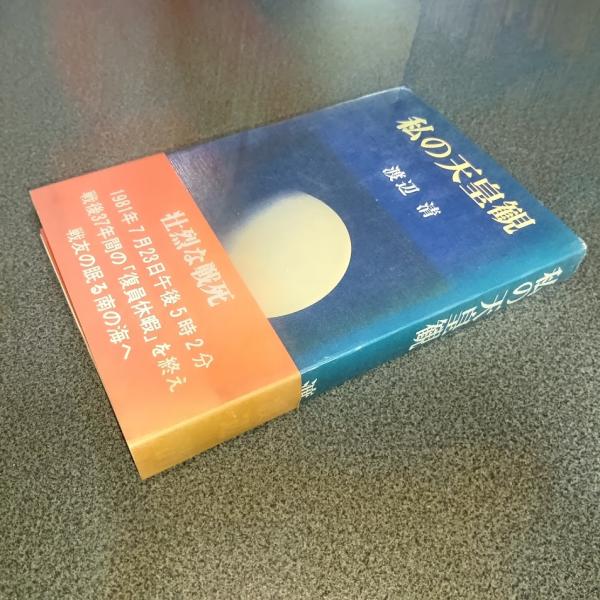 私の天皇観
渡辺 清
壮烈な戦死
1981年7月23日午後5時2分
戦後37年間の「復員休暇」を終え
戦友の眠る南の海へ
私の天皇観